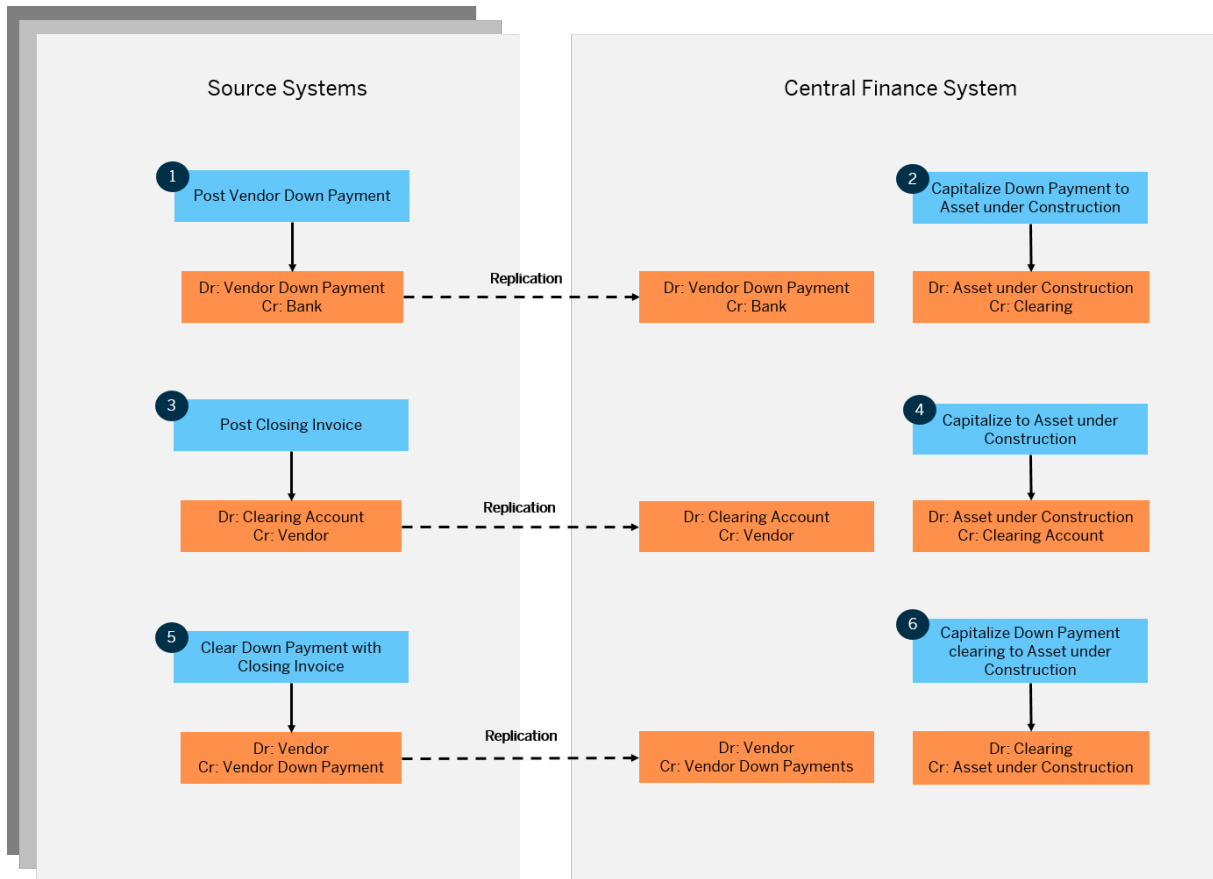 Source Systems
Central Finance System
1
Post Vendor Down Payment
2
Capitalize Down Payment to
Asset under Construction
Dr: Vendor Down Payment
Cr: Bank
Replication
Dr: Vendor Down Payment
Cr: Bank
Dr: Asset under Construction
Cr: Clearing
3
Post Closing Invoice
4
Capitalize to Asset under
Construction
Dr: Clearing Account
Cr: Vendor
Replication
Dr: Clearing Account
Cr: Vendor
Dr: Asset under Construction
Cr: Clearing Account
5
Clear Down Payment with
Closing Invoice
6
Capitalize Down Payment
clearing to Asset under
Construction
Dr: Vendor
Cr: Vendor Down Payment
Replication
Dr: Vendor
Cr: Vendor Down Payments
Dr: Clearing
Cr: Asset under Construction